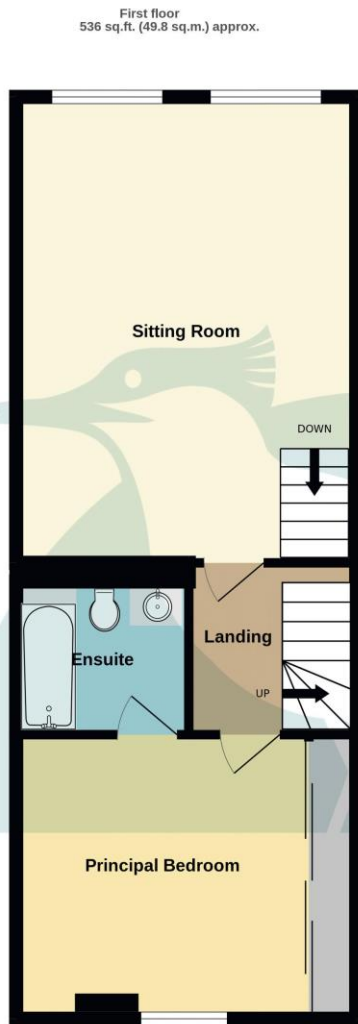 First floor
536 sq.ft. (49.8 sq.m.) approx.
Sitting Room
DOWN
Landing
Ensuite
UP
Principal Bedroom